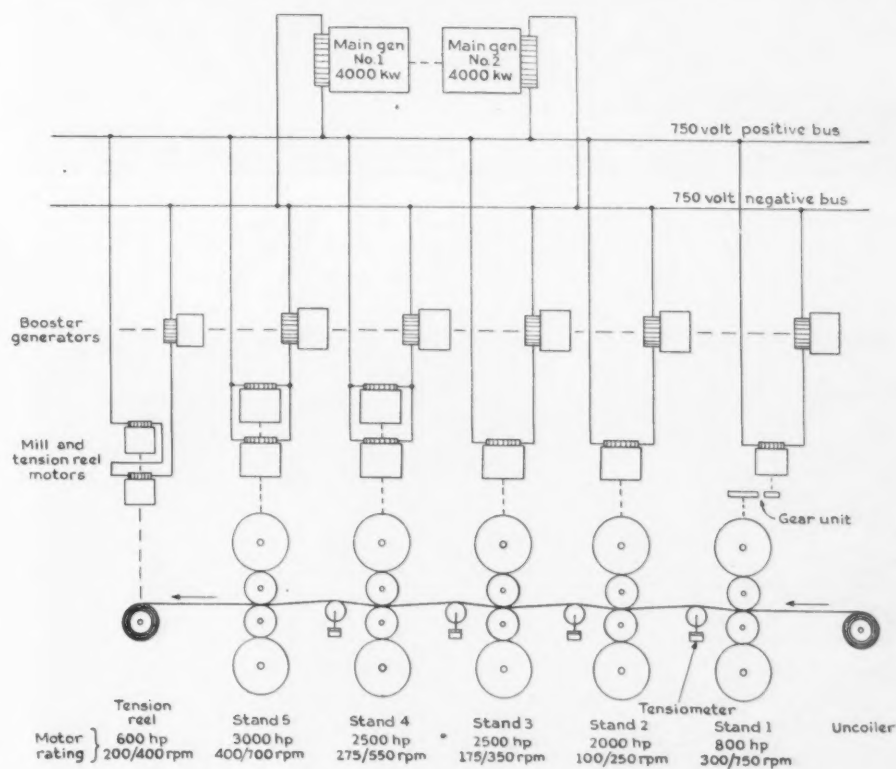 Main gen
No.1
4000 kw
Main gen
No.2
4000 kw
750 volt positive bus
750 volt negative bus
Booster
generators
Mill and
tension reel
motors
Gear unit
Tensiometer
Motor
rating
Tension
reel
600 hp
200/400 rpm
Stand 5
3000 hp
400/700 rpm
Stand 4
2500 hp
275/550 rpm
Stand 3
2500 hp
175/350 rpm
Stand 2
2000 hp
100/250 rpm
Stand 1
800 hp
300/750 rpm
Uncoiler